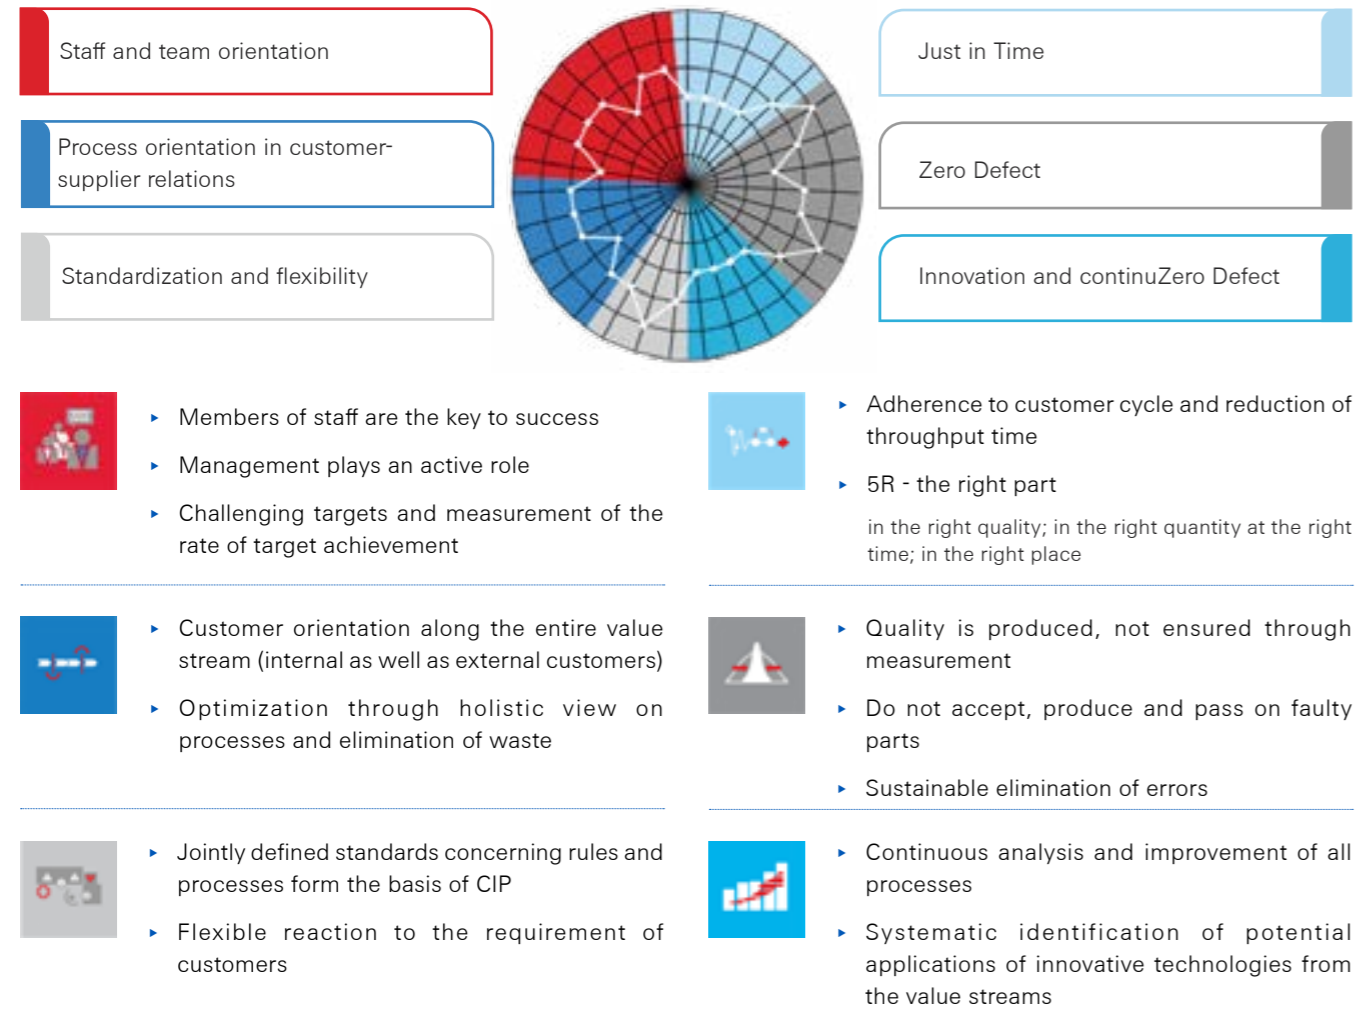 Staff and team orientation
Process orientation in customer-
supplier relations
Standardization and flexibility
Just in Time
Zero Defect
Innovation and continuZero Defect
‣ Members of staff are the key to success
‣ Management plays an active role
‣ Challenging targets and measurement of the
rate of target achievement
‣ Adherence to customer cycle and reduction of
throughput time
‣ 5R - the right part
in the right quality; in the right quantity at the right
time; in the right place
‣ Customer orientation along the entire value
stream (internal as well as external customers)
‣ Optimization through holistic view on
processes and elimination of waste
‣ Quality is produced, not ensured through
measurement
‣ Do not accept, produce and pass on faulty
parts
‣ Sustainable elimination of errors
‣ Jointly defined standards concerning rules and
processes form the basis of CIP
‣ Flexible reaction to the requirement of
customers
‣ Continuous analysis and improvement of all
processes
‣ Systematic identification of potential
applications of innovative technologies from
the value streams